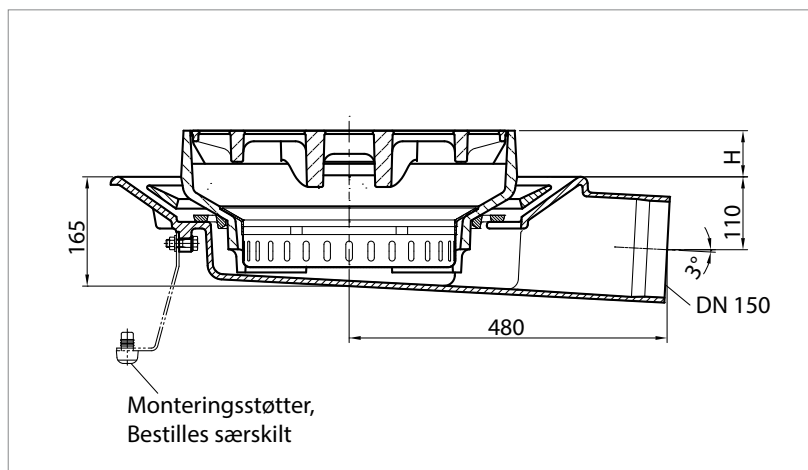 H
165
110
3°
DN 150
480
Monteringsstøtter,
Bestilles særskilt